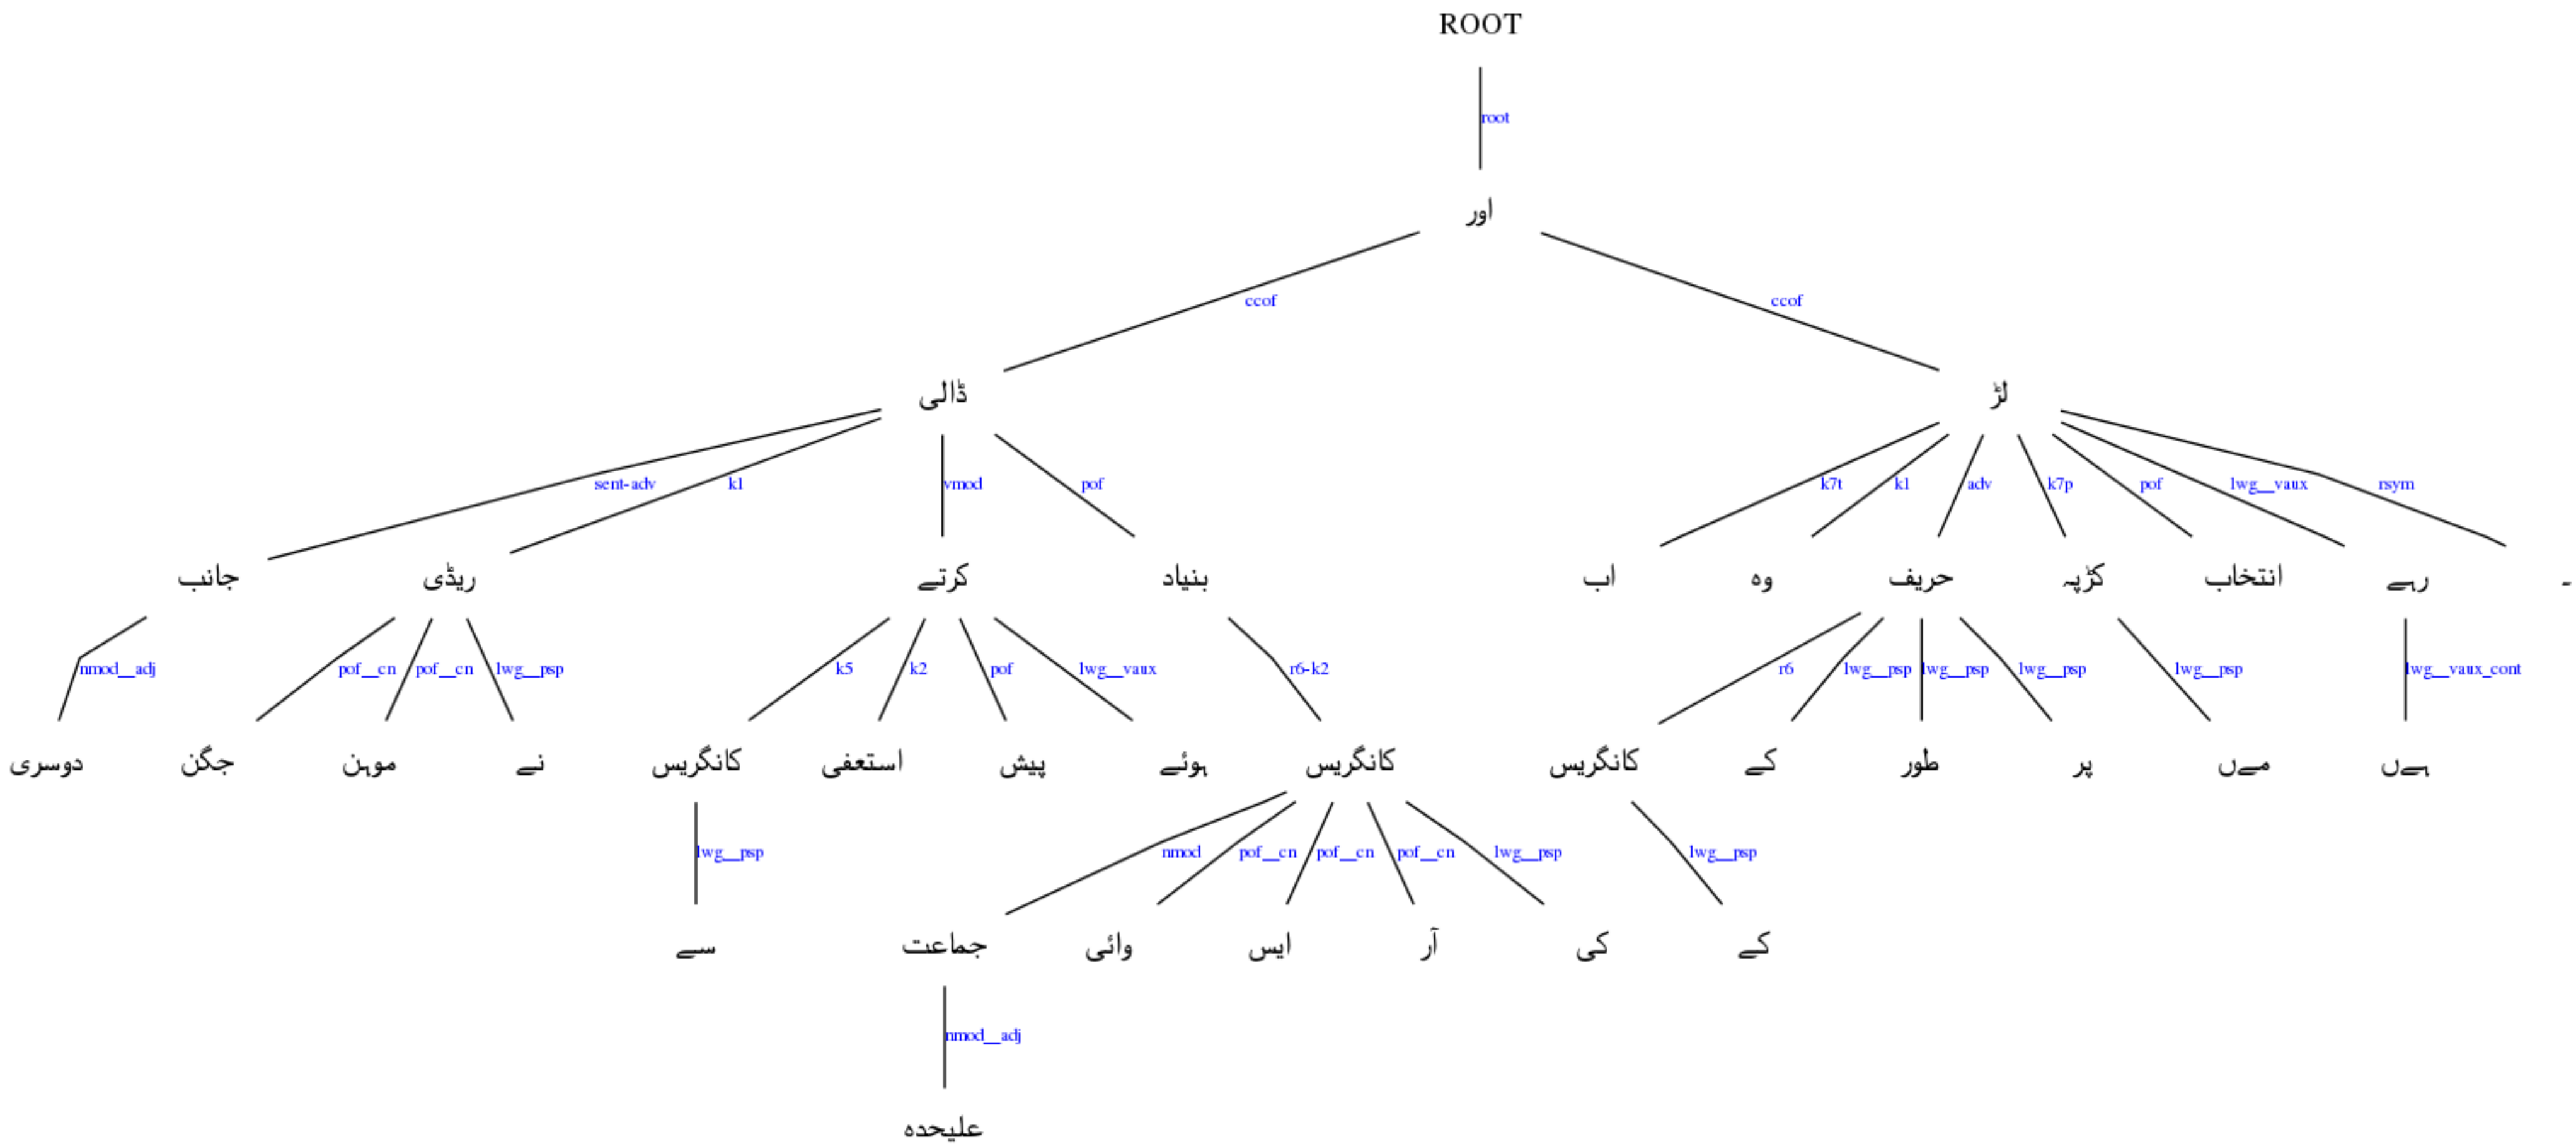 ROOT
root
اور
ccof ccof
ڈالی لڑ
sent-adv k1 vmod pof k7t k1 adv k7p pof lwg__vaux rsym
جانب ریڈی کرتے بنیاد اب وہ حریف کڑپہ انتخاب رہے ۔
nmod__adj pof__cn pof__cn lwg__psp k5 k2 pof lwg__vaux r6-k2 r6 lwg__psp lwg__psp lwg__psp lwg__psp lwg__vaux_cont
دوسری جگن موہن نے کانگریس استعفی پیش ہوئے کانگریس کانگریس کے طور پر مےں ہےں
lwg__psp nmod pof__cn pof__cn pof__cn lwg__psp lwg__psp
سے جماعت وائی ایس آر کی کے
nmod__adj
علیحدہ